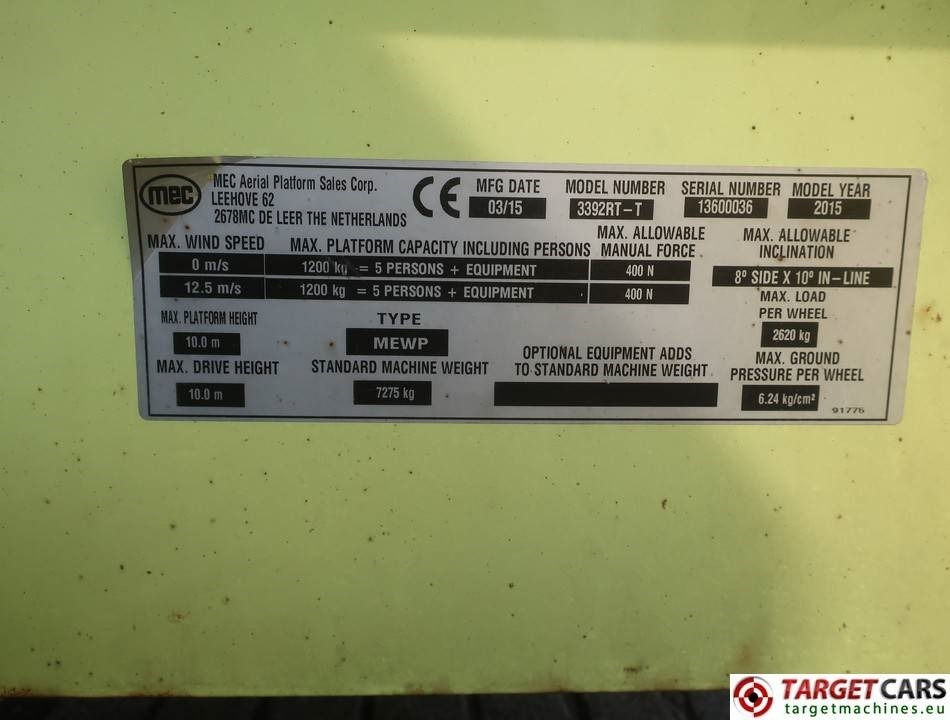 mec
MEC Aerial Platform Sales Corp.
LEEHOVE 62
2678MC DE LEER THE NETHERLANDS
CE
MFG DATE
03/15
MODEL NUMBER
3392RT-T
SERIAL NUMBER
13600036
MODEL YEAR
2015
MAX. WIND SPEED
MAX. PLATFORM CAPACITY INCLUDING PERSONS
MAX. ALLOWABLE
MANUAL FORCE
0 m/s
1200 kg = 5 PERSONS + EQUIPMENT
400 N
12.5 m/s
1200 kg = 5 PERSONS + EQUIPMENT
400 N
MAX. ALLOWABLE
INCLINATION
8º SIDE X 10º IN-LINE
MAX. PLATFORM HEIGHT
10.0 m
TYPE
MEWP
MAX. LOAD
PER WHEEL
2620 kg
MAX. DRIVE HEIGHT
10.0 m
STANDARD MACHINE WEIGHT
7275 kg
OPTIONAL EQUIPMENT ADDS
TO STANDARD MACHINE WEIGHT
MAX. GROUND
PRESSURE PER WHEEL
6.24 kg/cm²
91775
TARGETCARS
targetmachines.eu